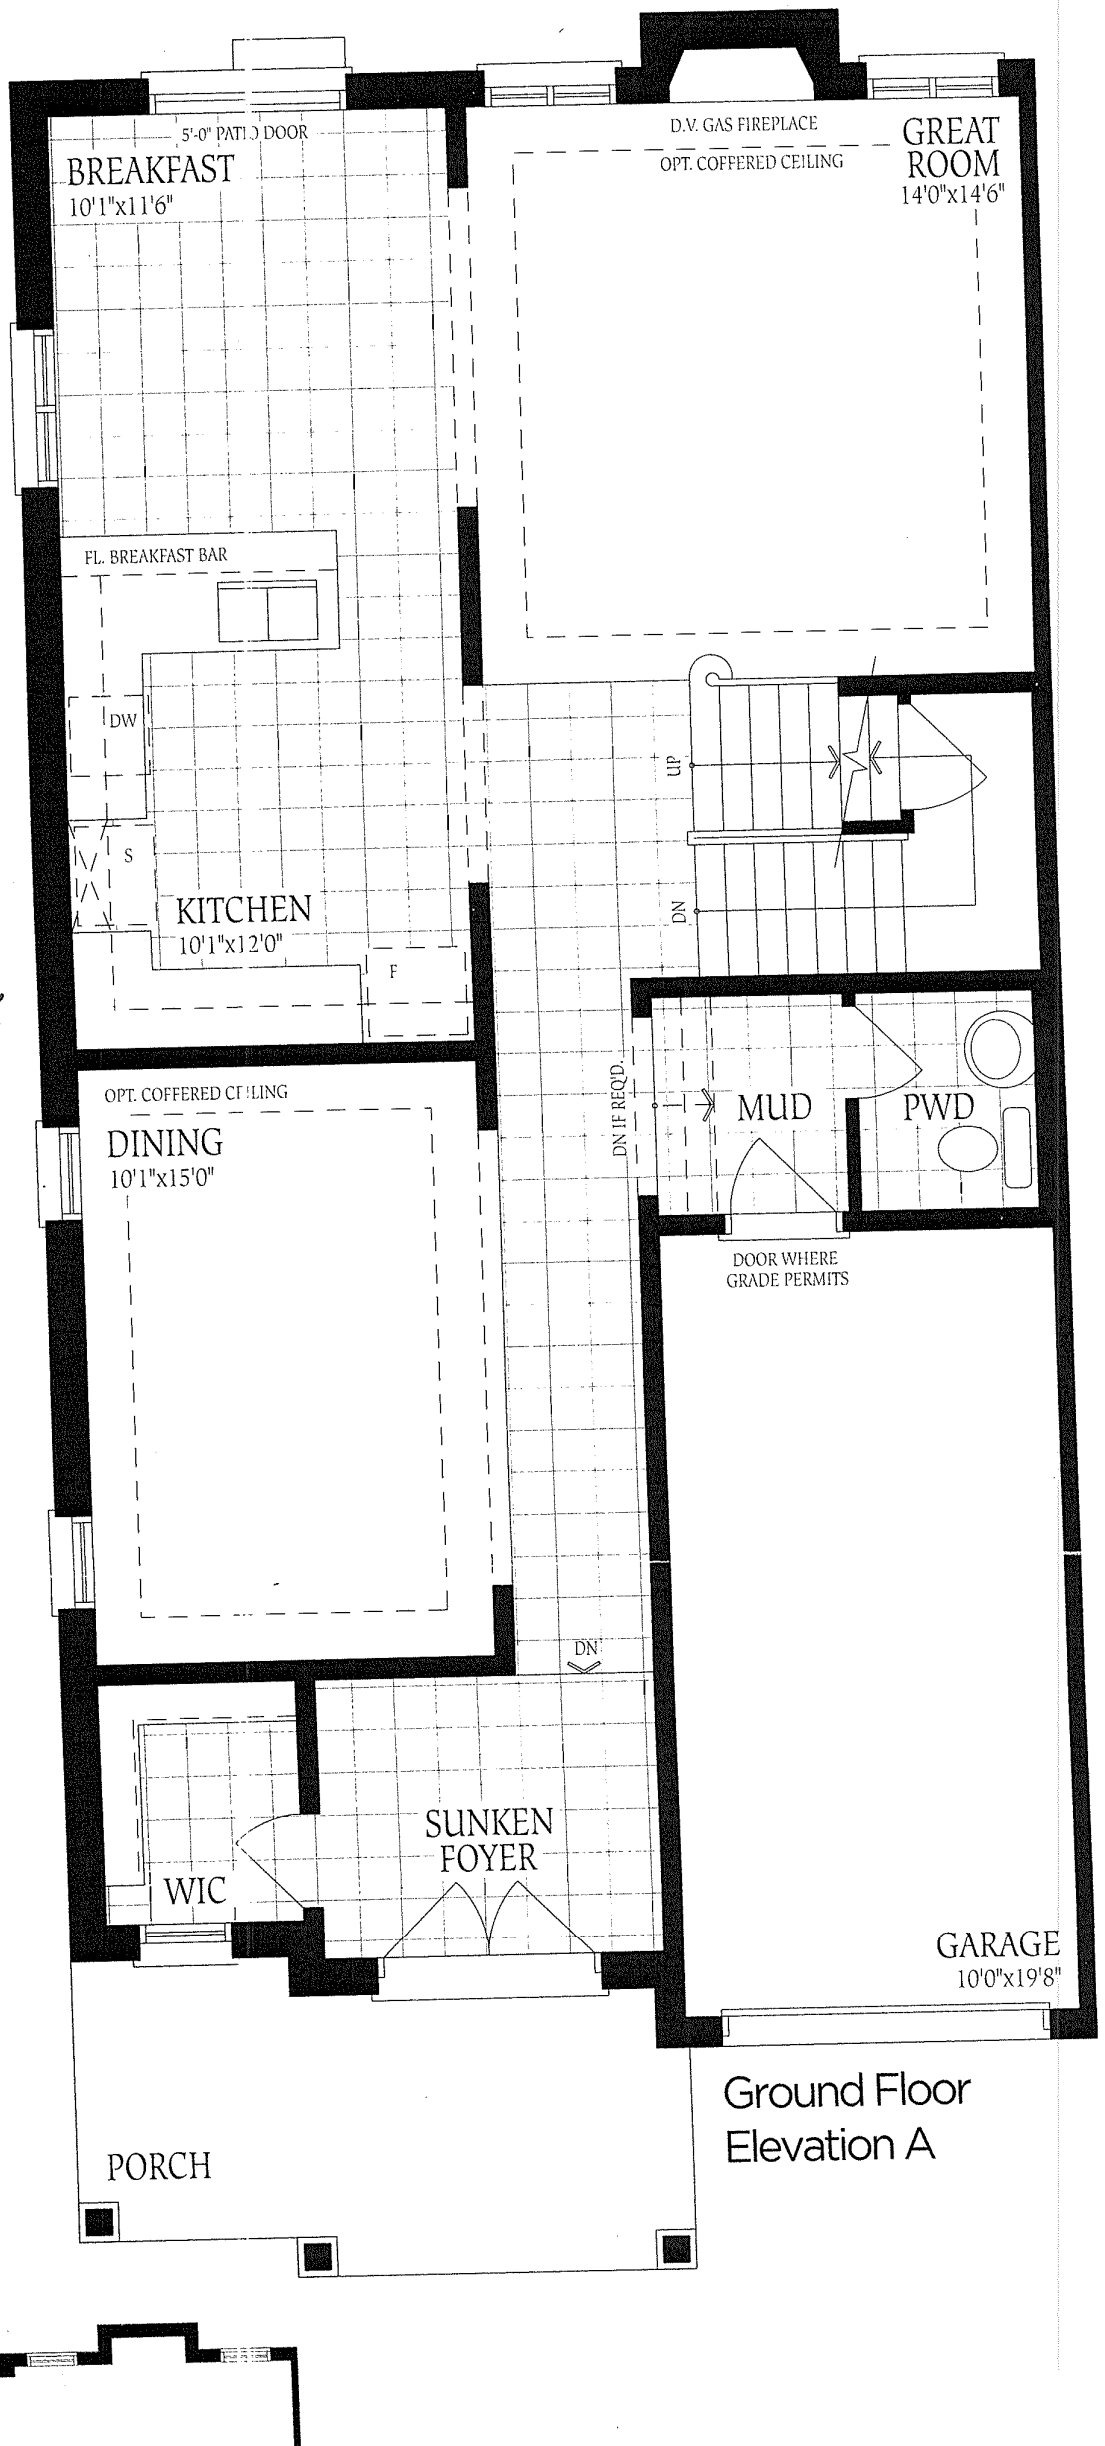 5'-0" PATIO DOOR
BREAKFAST
10'1"x11'6"
D.V. GAS FIREPLACE
OPT. COFFERED CEILING
GREAT
ROOM
14'0"x14'6"
FL. BREAKFAST BAR
DW
S
KITCHEN
10'1"x12'0"
F
UP
DN
OPT. COFFERED CEILING
DINING
10'1"x15'0"
DN IF REQ'D.
MUD
PWD
DOOR WHERE
GRADE PERMITS
DN
SUNKEN
FOYER
WIC
GARAGE
10'0"x19'8"
Ground Floor
Elevation A
PORCH